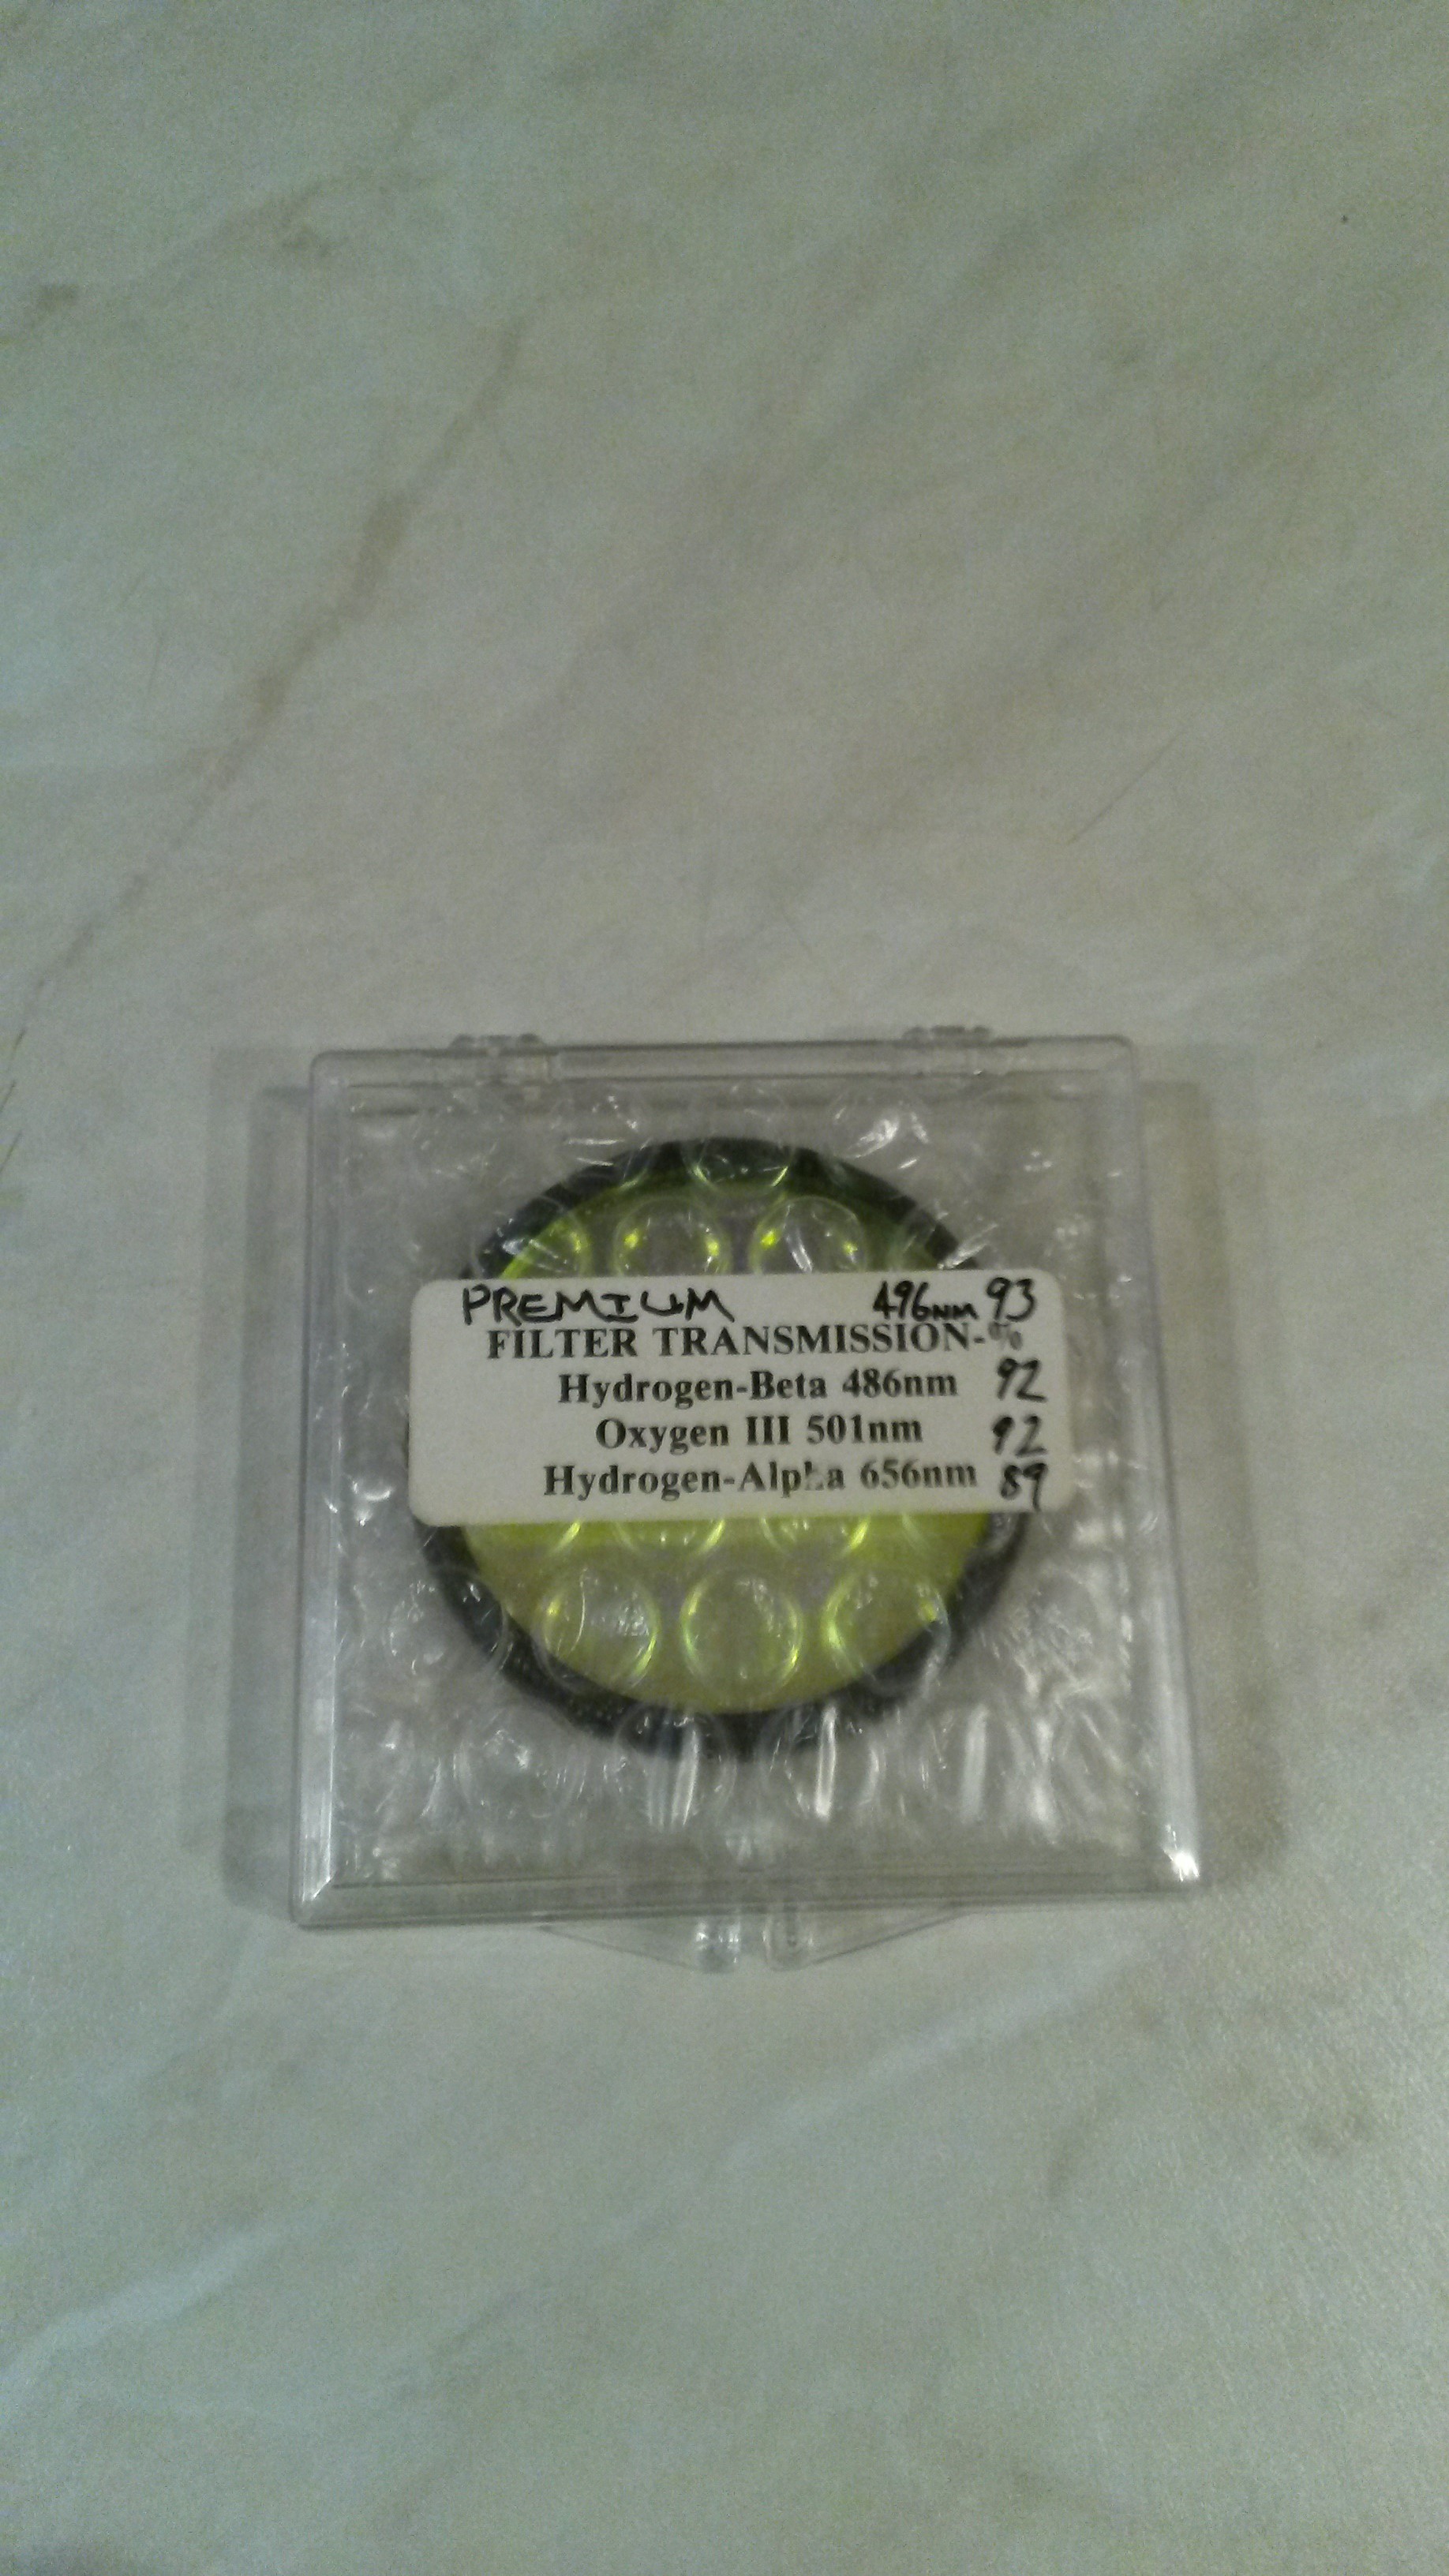 PREMIUM 496nm 93
FILTER TRANSMISSION-%
Hydrogen-Beta 486nm 92
Oxygen III 501nm 92
Hydrogen-Alpha 656nm 89